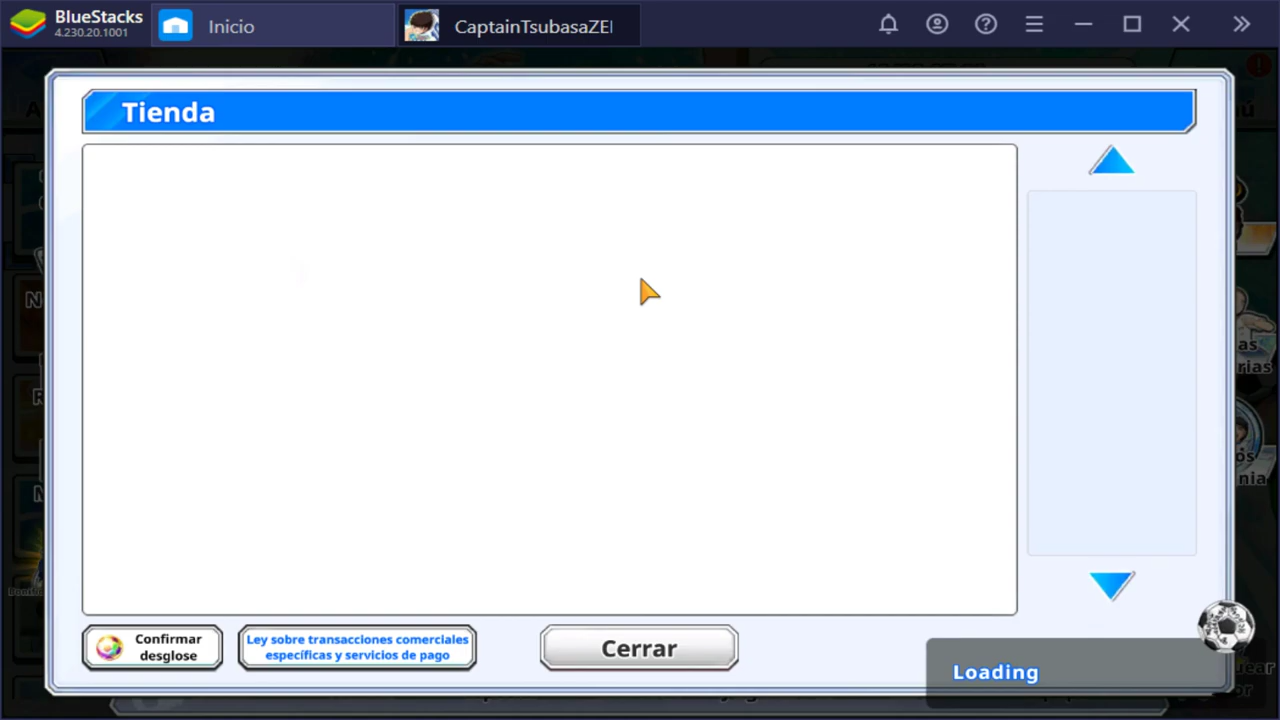 BlueStacks
4.230.20.1001
Inicio
CaptainTsubasaZE
Tienda
Confirmar
desglose
Ley sobre transacciones comerciales
específicas y servicios de pago
Cerrar
Loading